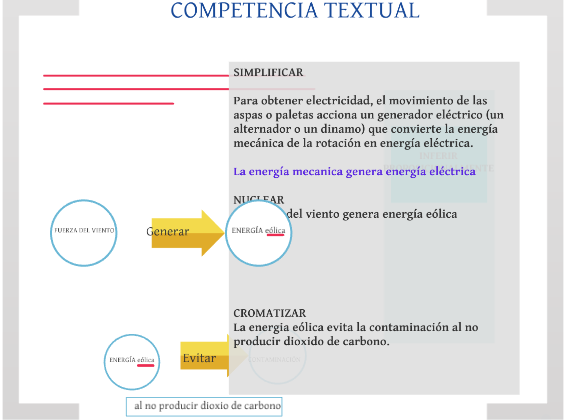 COMPETENCIA TEXTUAL
SIMPLIFICAR
Para obtener electricidad, el movimiento de las
aspas o paletas acciona un generador eléctrico (un
alternador o un dinamo) que convierte la energía
mecánica de la rotación en energía eléctrica.
La energía mecanica genera energía eléctrica
NUCLEAR
del viento genera energía eólica
FUERZA DEL VIENTO
Generar
ENERGÍA eólica
CROMATIZAR
La energia eólica evita la contaminación al no
producir dioxido de carbono.
ENERGÍA eólica
Evitar
al no producir dioxio de carbono